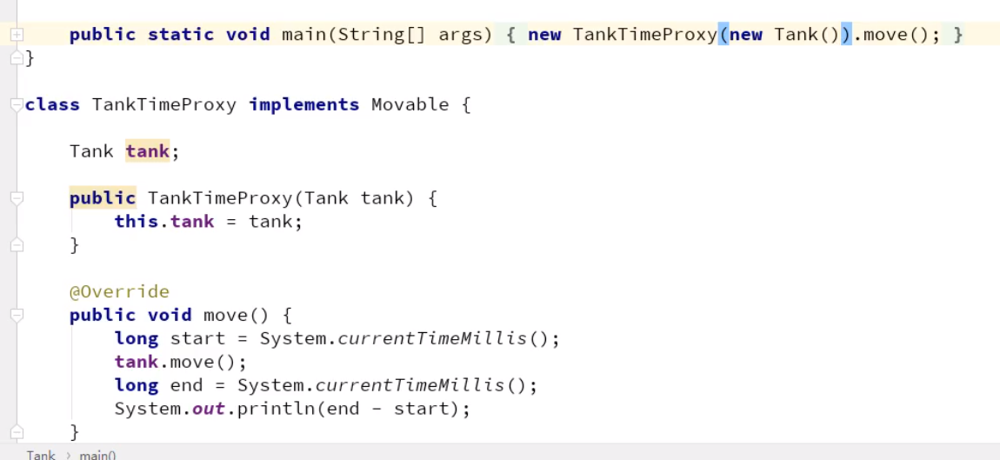 public static void main(String[] args) { new TankTimeProxy(new Tank()).move(); }
}
class TankTimeProxy implements Movable {
Tank tank;
public TankTimeProxy(Tank tank) {
this.tank = tank;
}
@Override
public void move() {
long start = System.currentTimeMillis();
tank.move();
long end = System.currentTimeMillis();
System.out.println(end - start);
}
Tank › main()